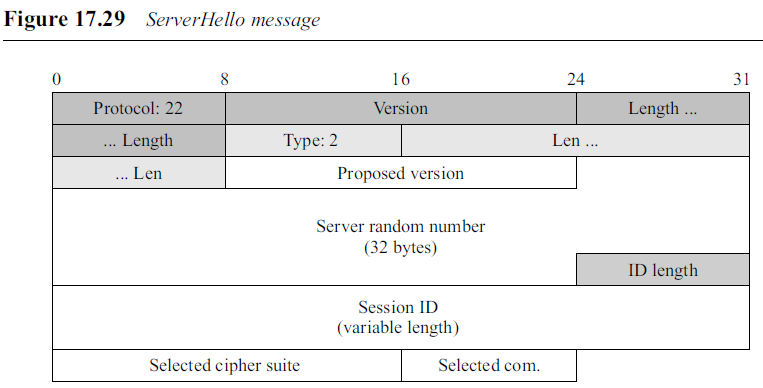 Figure 17.29 ServerHello message
0 8 16 24 31
Protocol: 22 Version Length ...
... Length Type: 2 Len ...
... Len Proposed version
Server random number
(32 bytes)
ID length
Session ID
(variable length)
Selected cipher suite Selected com.